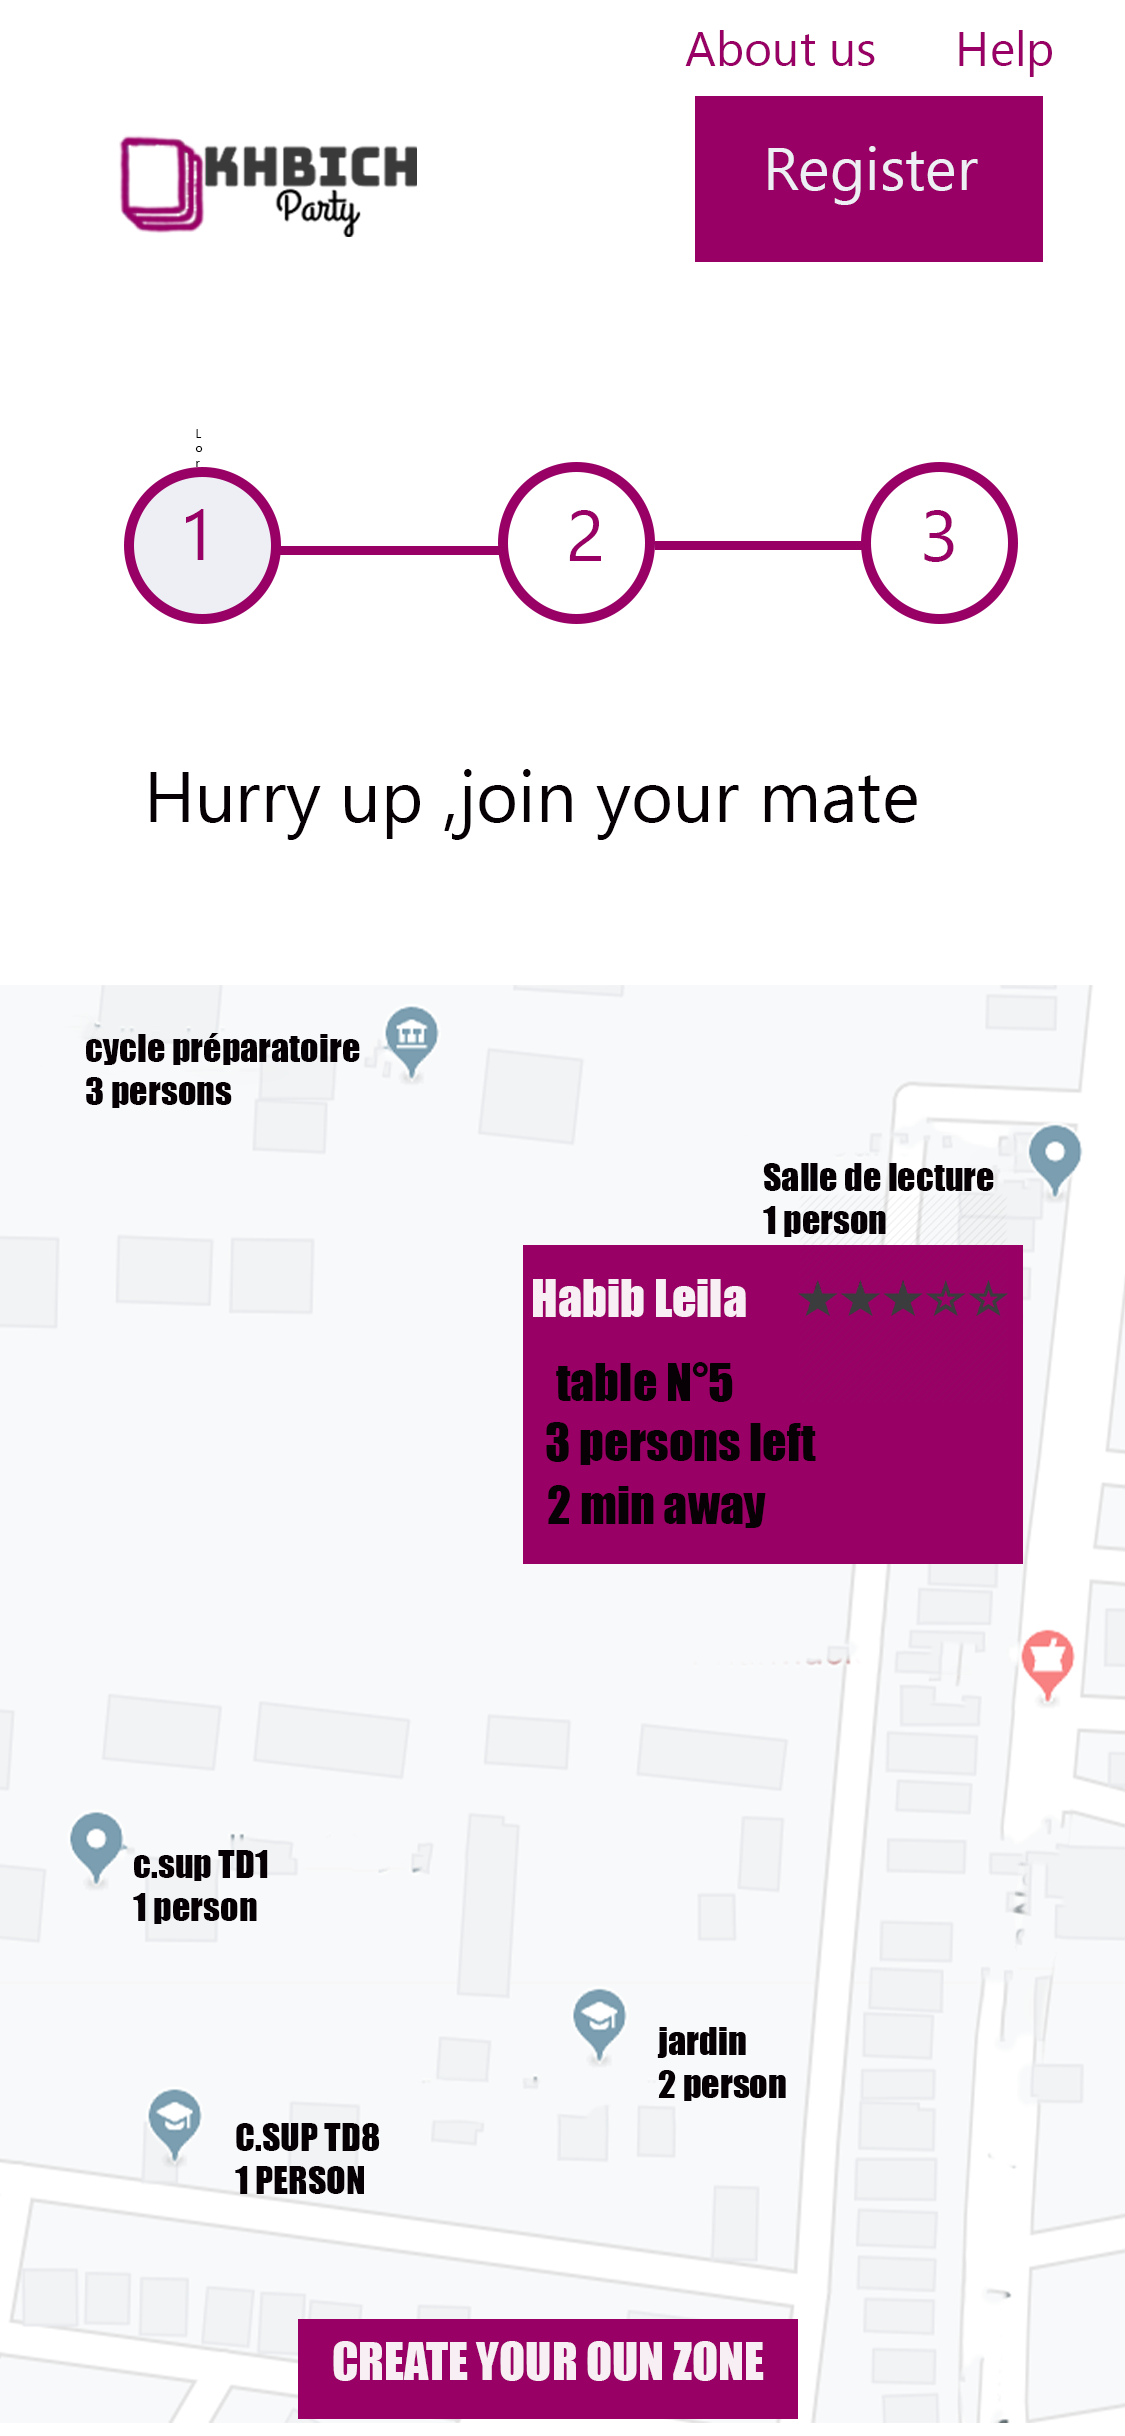 About us Help
Register
KHBICH
Party
L
o
r
1 2 3
Hurry up ,join your mate
cycle préparatoire
3 persons
Salle de lecture
1 person
Habib Leila ★★★☆☆
table N°5
3 persons left
2 min away
c.sup TD1
1 person
jardin
2 person
C.SUP TD8
1 PERSON
CREATE YOUR OUN ZONE